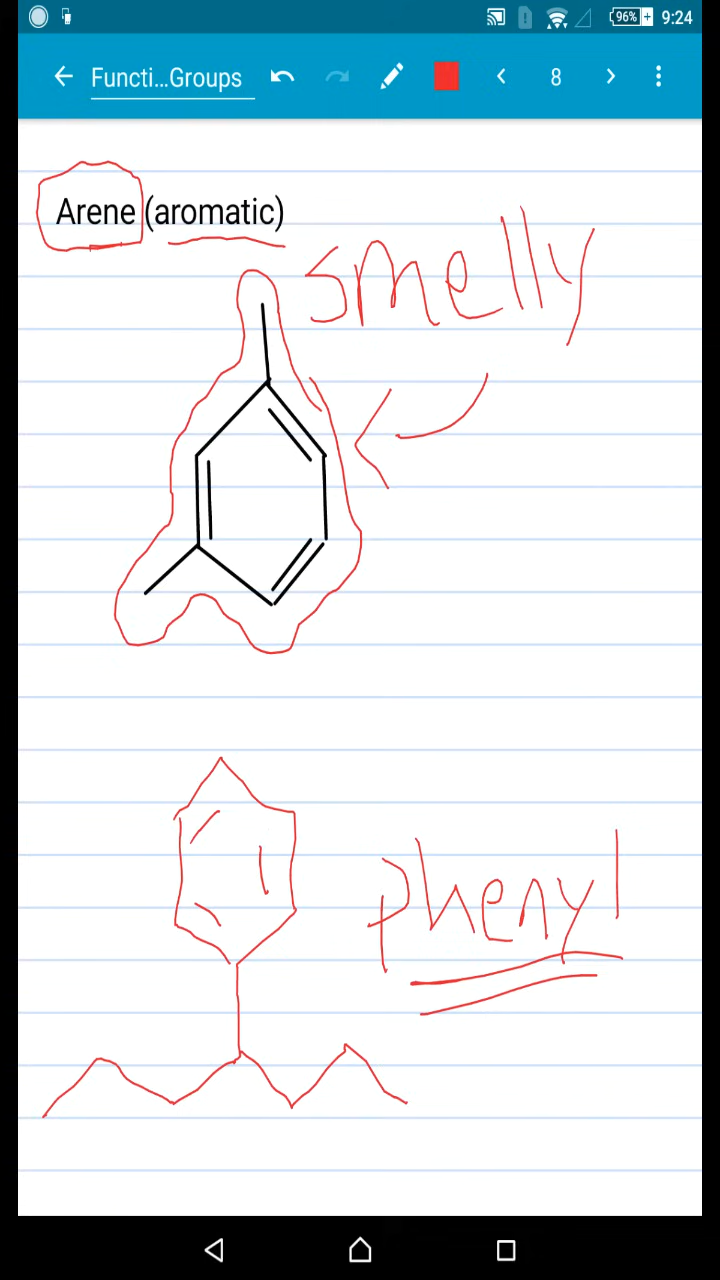 96% 9:24
Functi...Groups 8
Arene (aromatic)
smelly
phenyl